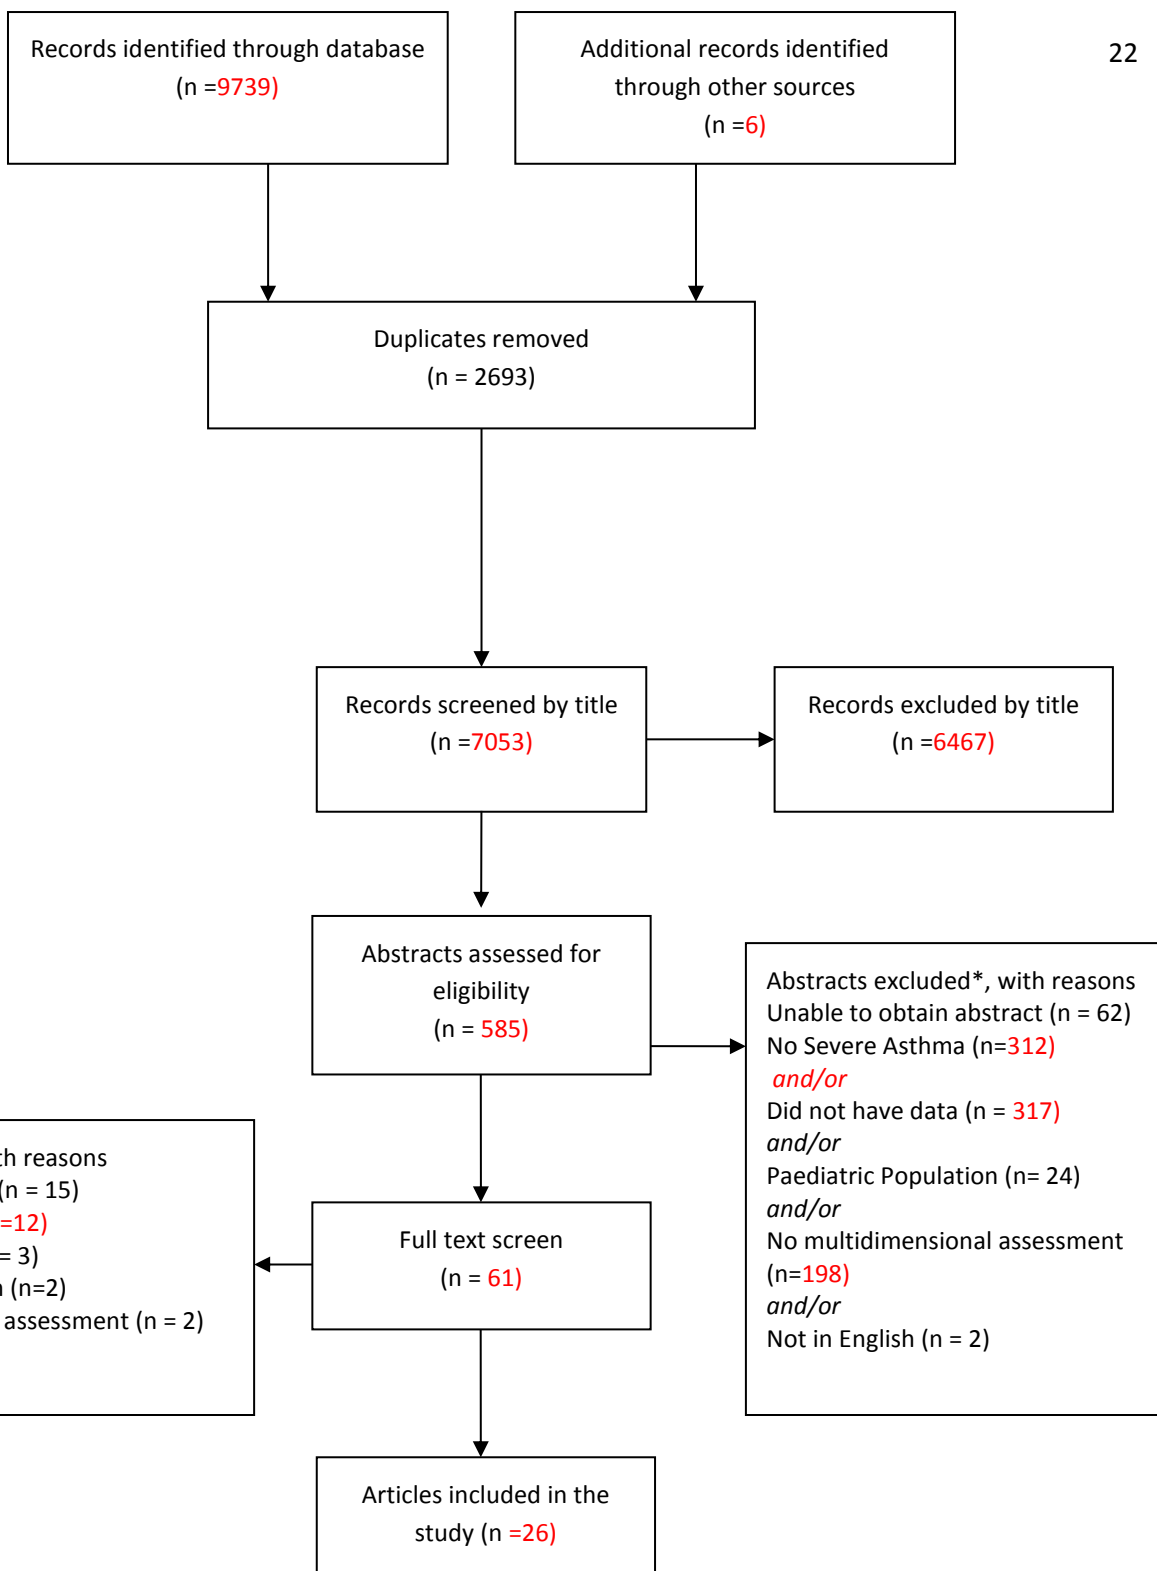 22
Records identified through database
(n =9739)
Additional records identified
through other sources
(n =6)
Duplicates removed
(n = 2693)
Records screened by title
(n =7053)
Records excluded by title
(n =6467)
Abstracts assessed for
eligibility
(n = 585)
Abstracts excluded*, with reasons
Unable to obtain abstract (n = 62)
No Severe Asthma (n=312)
and/or
Did not have data (n = 317)
and/or
Paediatric Population (n= 24)
and/or
No multidimensional assessment
(n=198)
and/or
Not in English (n = 2)
Full text screen
(n = 61)
reasons
(n = 15)
=12)
= 3)
(n=2)
assessment (n = 2)
Articles included in the
study (n =26)